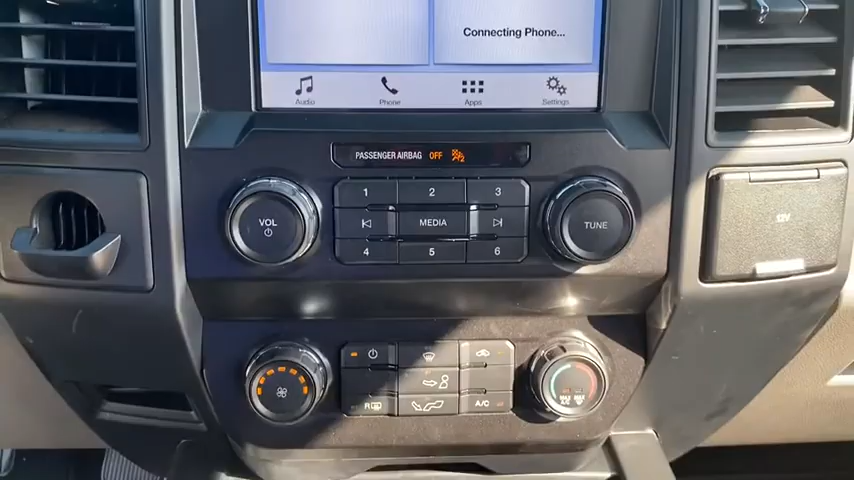 Connecting Phone...
Audio Phone Apps Settings
PASSENGER AIRBAG OFF
1 2 3
VOL MEDIA TUNE
4 5 6
12V
R
A/C
MAX A/C MAX